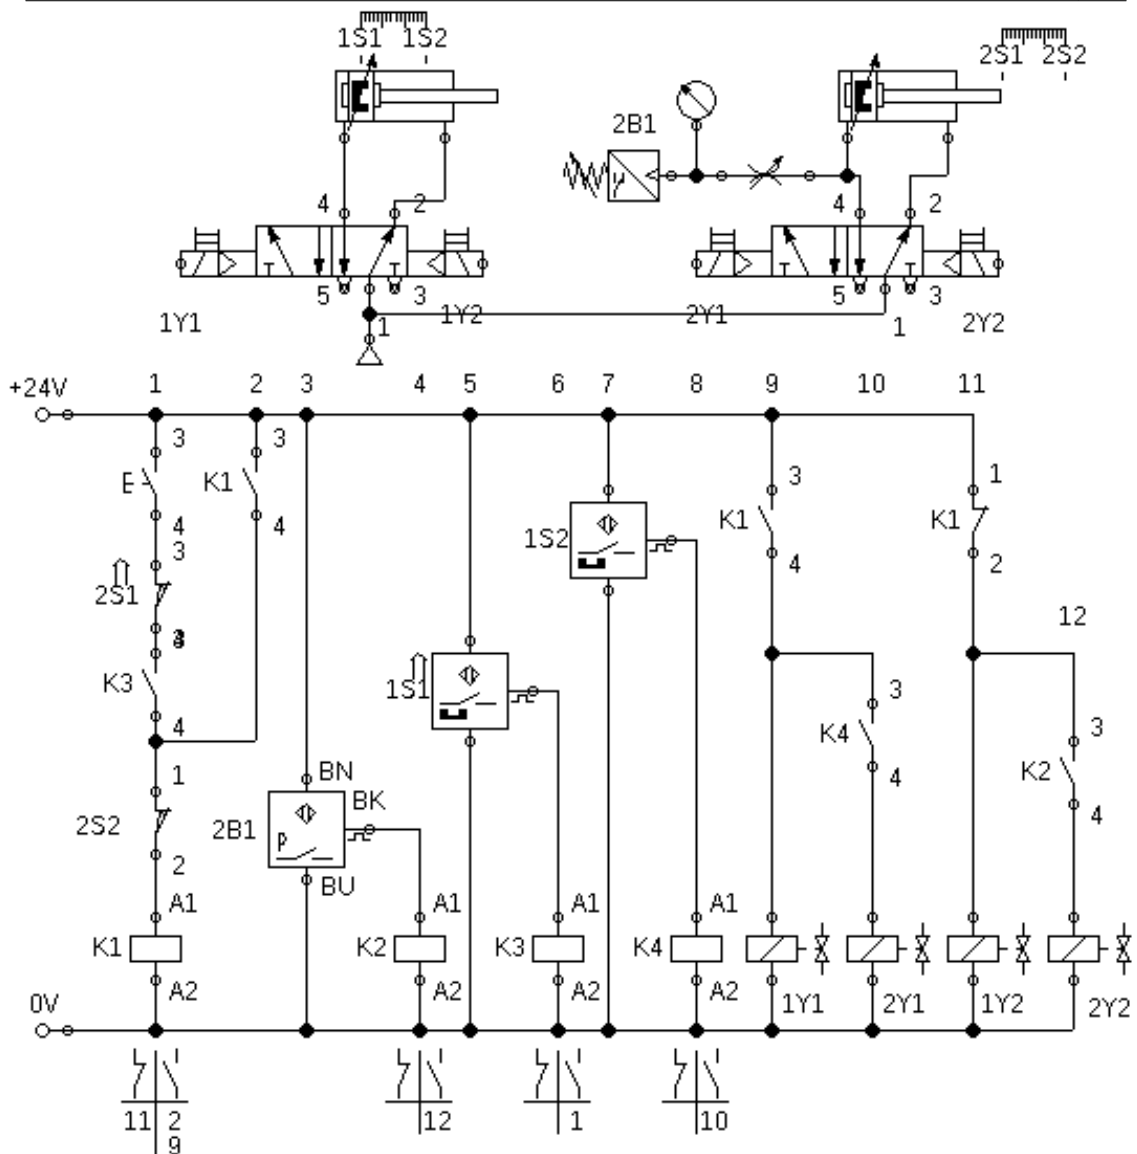 1S1 1S2
2S1 2S2
2B1
4 2 4 2
5 3 5 3
1Y1 1 1Y2 2Y1 1 2Y2
+24V 1 2 3 4 5 6 7 8 9 10 11
3 3
E K1
4 4
3 1
1S2 K1 K1
4 2
3
2S1
12
3
K3 1S1
4
3
K4
4
3
K2
4
1 BN
BK
2S2 2B1 P
2 BU
A1 A1 A1 A1
K1 K2 K3 K4
A2 A2 A2 A2
0V 1Y1 2Y1 1Y2 2Y2
11 2 12 1 10
9